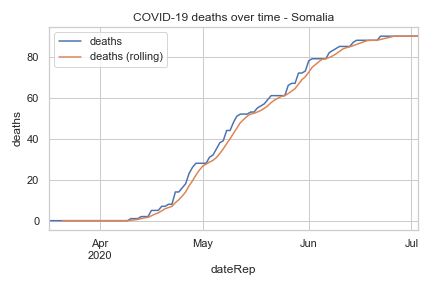 COVID-19 deaths over time - Somalia
deaths
deaths (rolling)
80
60
40
20
0
deaths
Apr
2020
May
Jun
Jul
dateRep